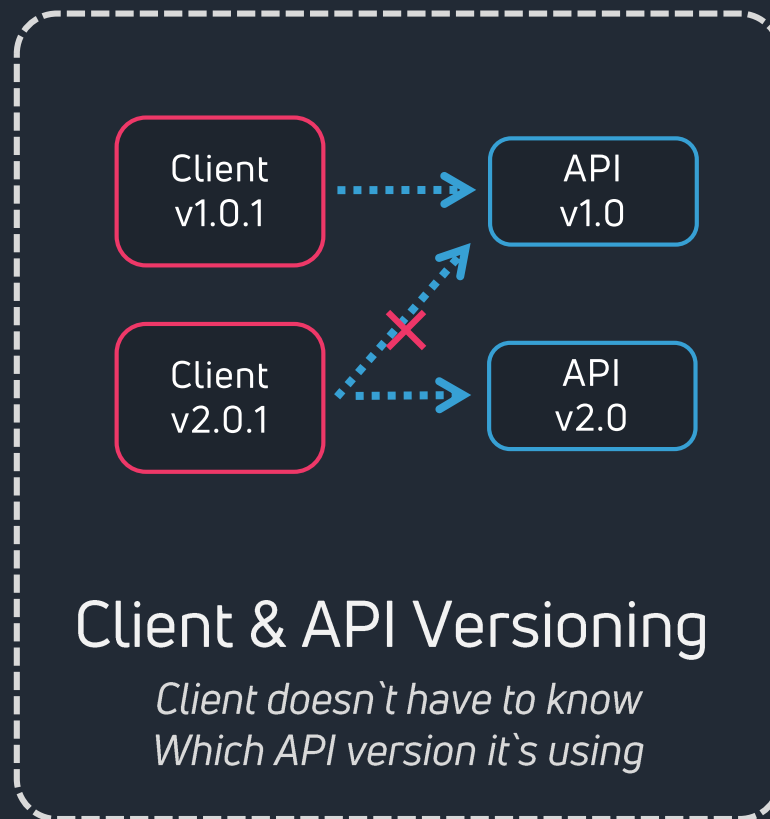 Client
v1.0.1
API
v1.0
Client
v2.0.1
API
v2.0
Client & API Versioning
Client doesn`t have to know
Which API version it`s using